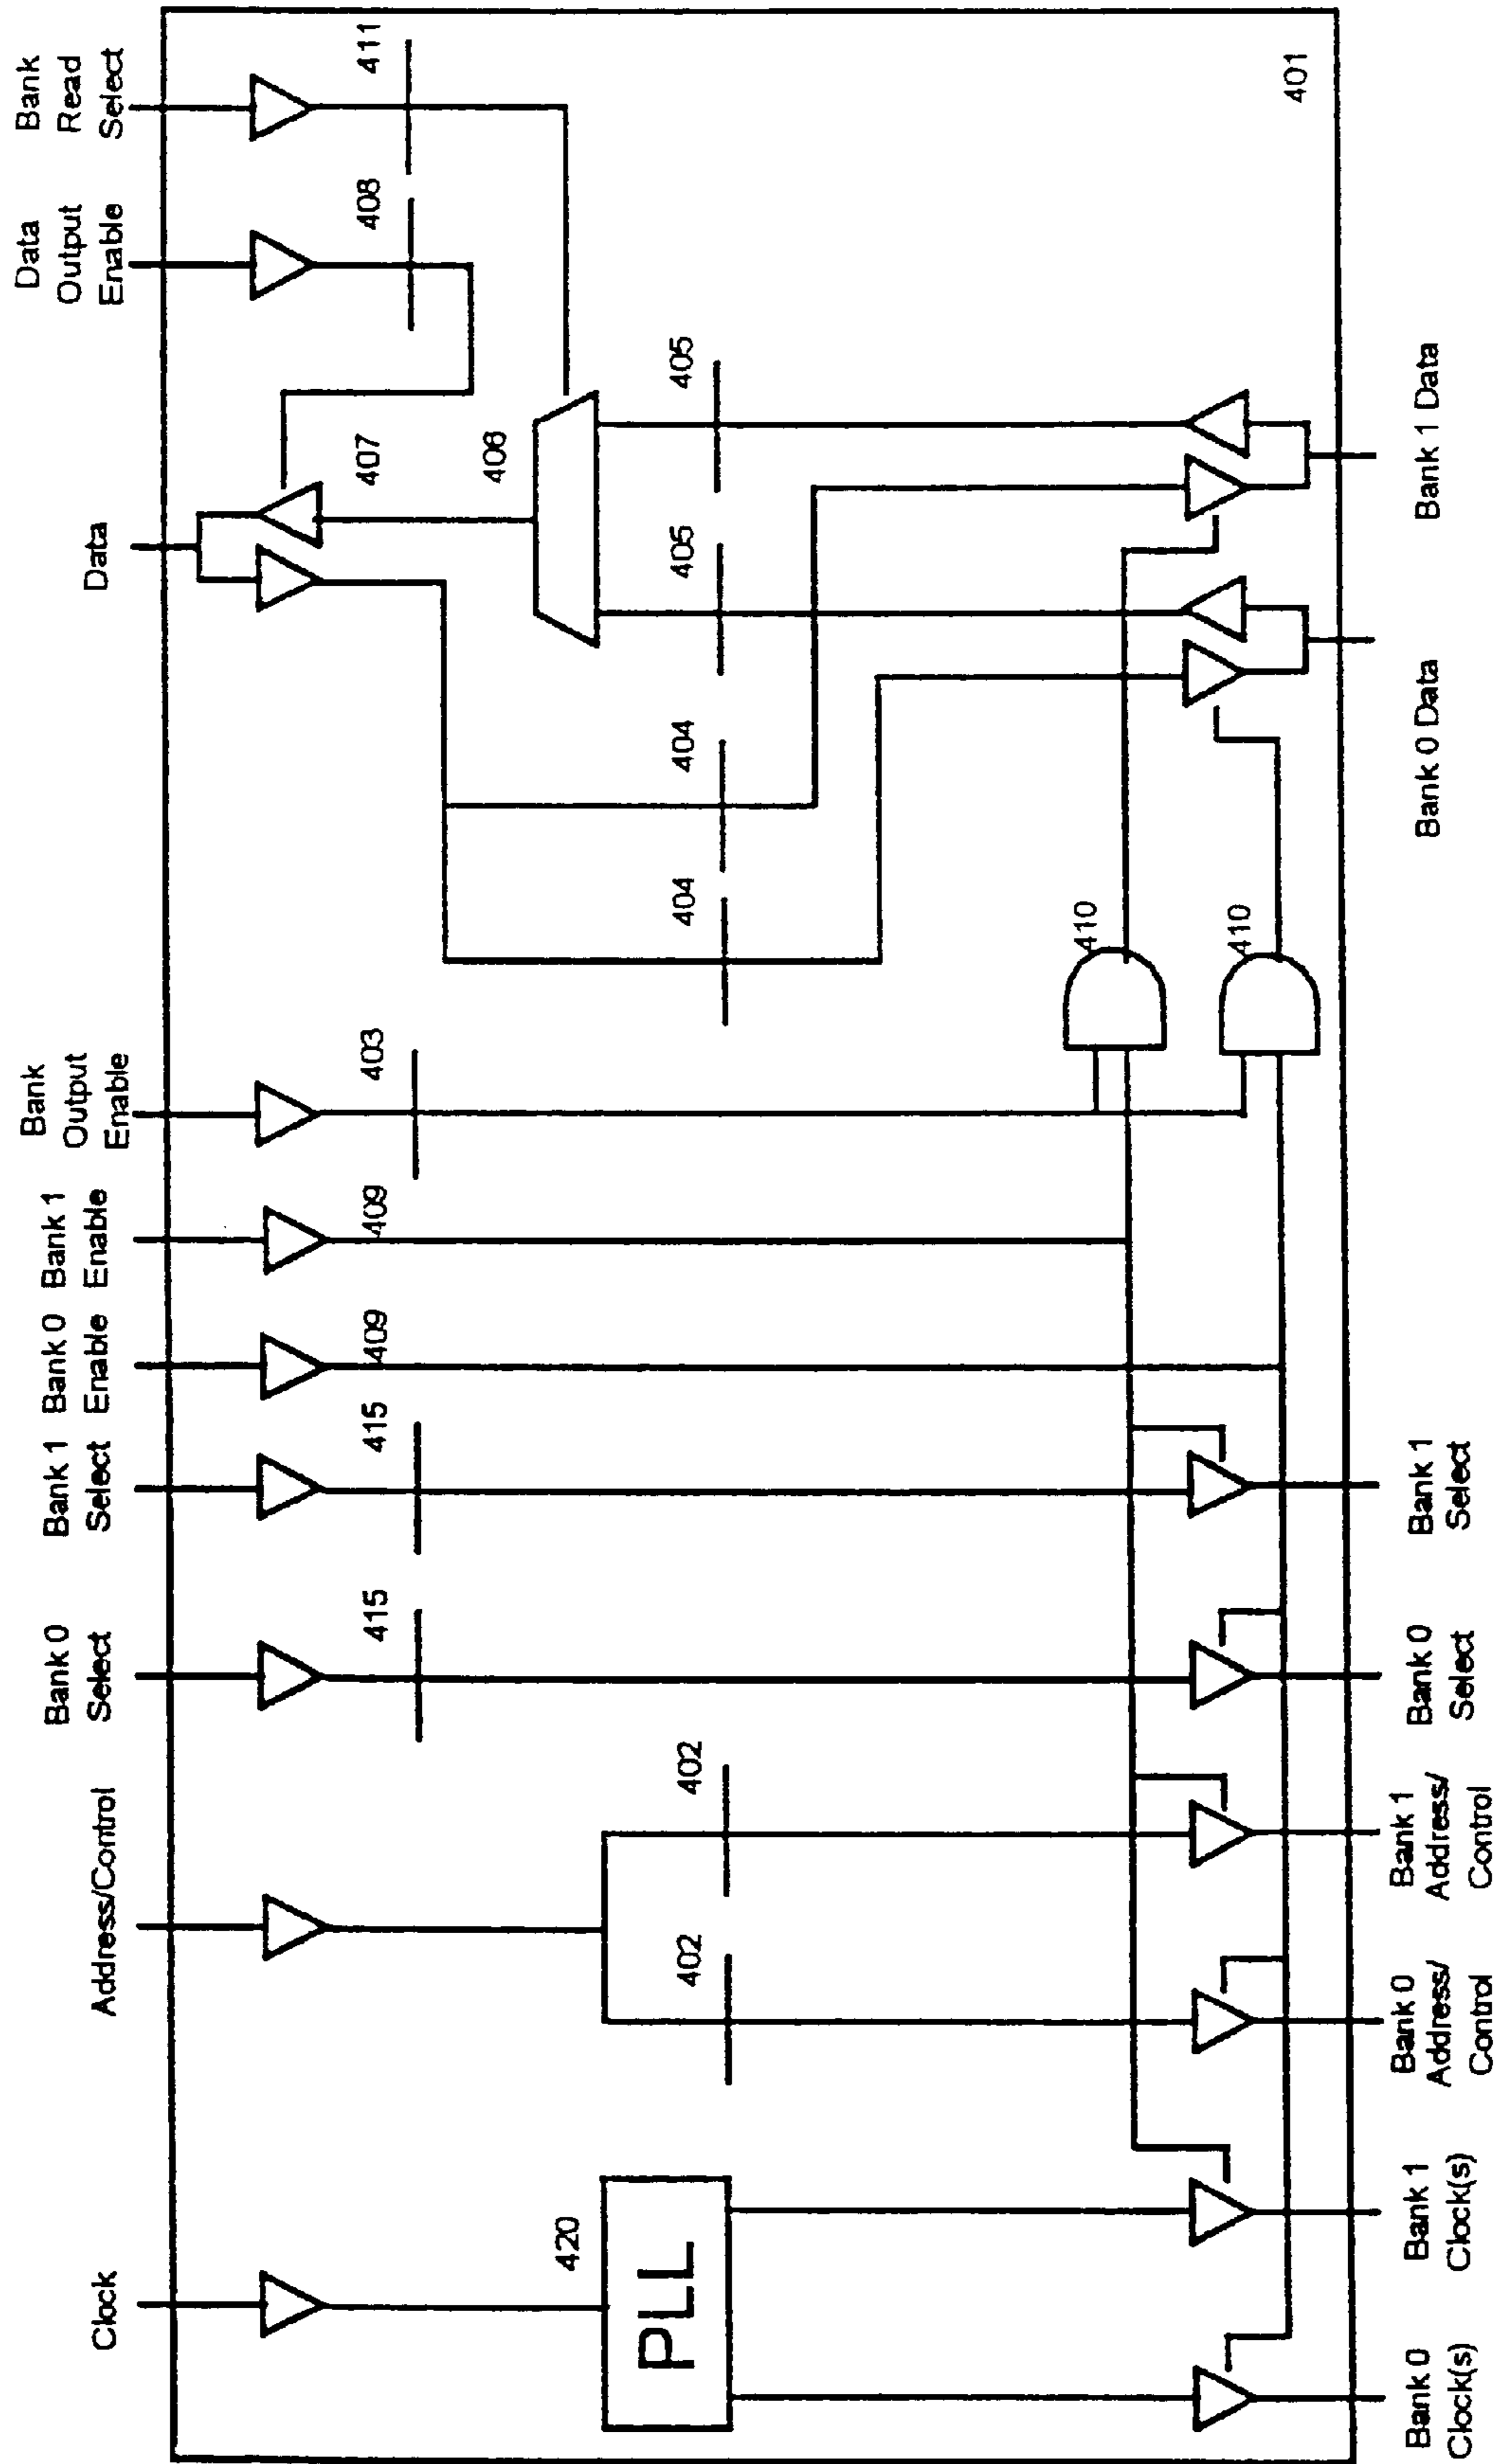 Clock
Address/Control
Bank 0
Select
Bank 1
Select
Bank 0
Enable
Bank 1
Enable
Bank
Output
Enable
Data
Data
Output
Enable
Bank
Read
Select
415
415
409
409
403
407
408
411
406
420
PLL
402
402
404
404
405
405
410
410
401
Bank 0
Clock(s)
Bank 1
Clock(s)
Bank 0
Address/
Control
Bank 1
Address/
Control
Bank 0
Select
Bank 1
Select
Bank 0 Data
Bank 1 Data